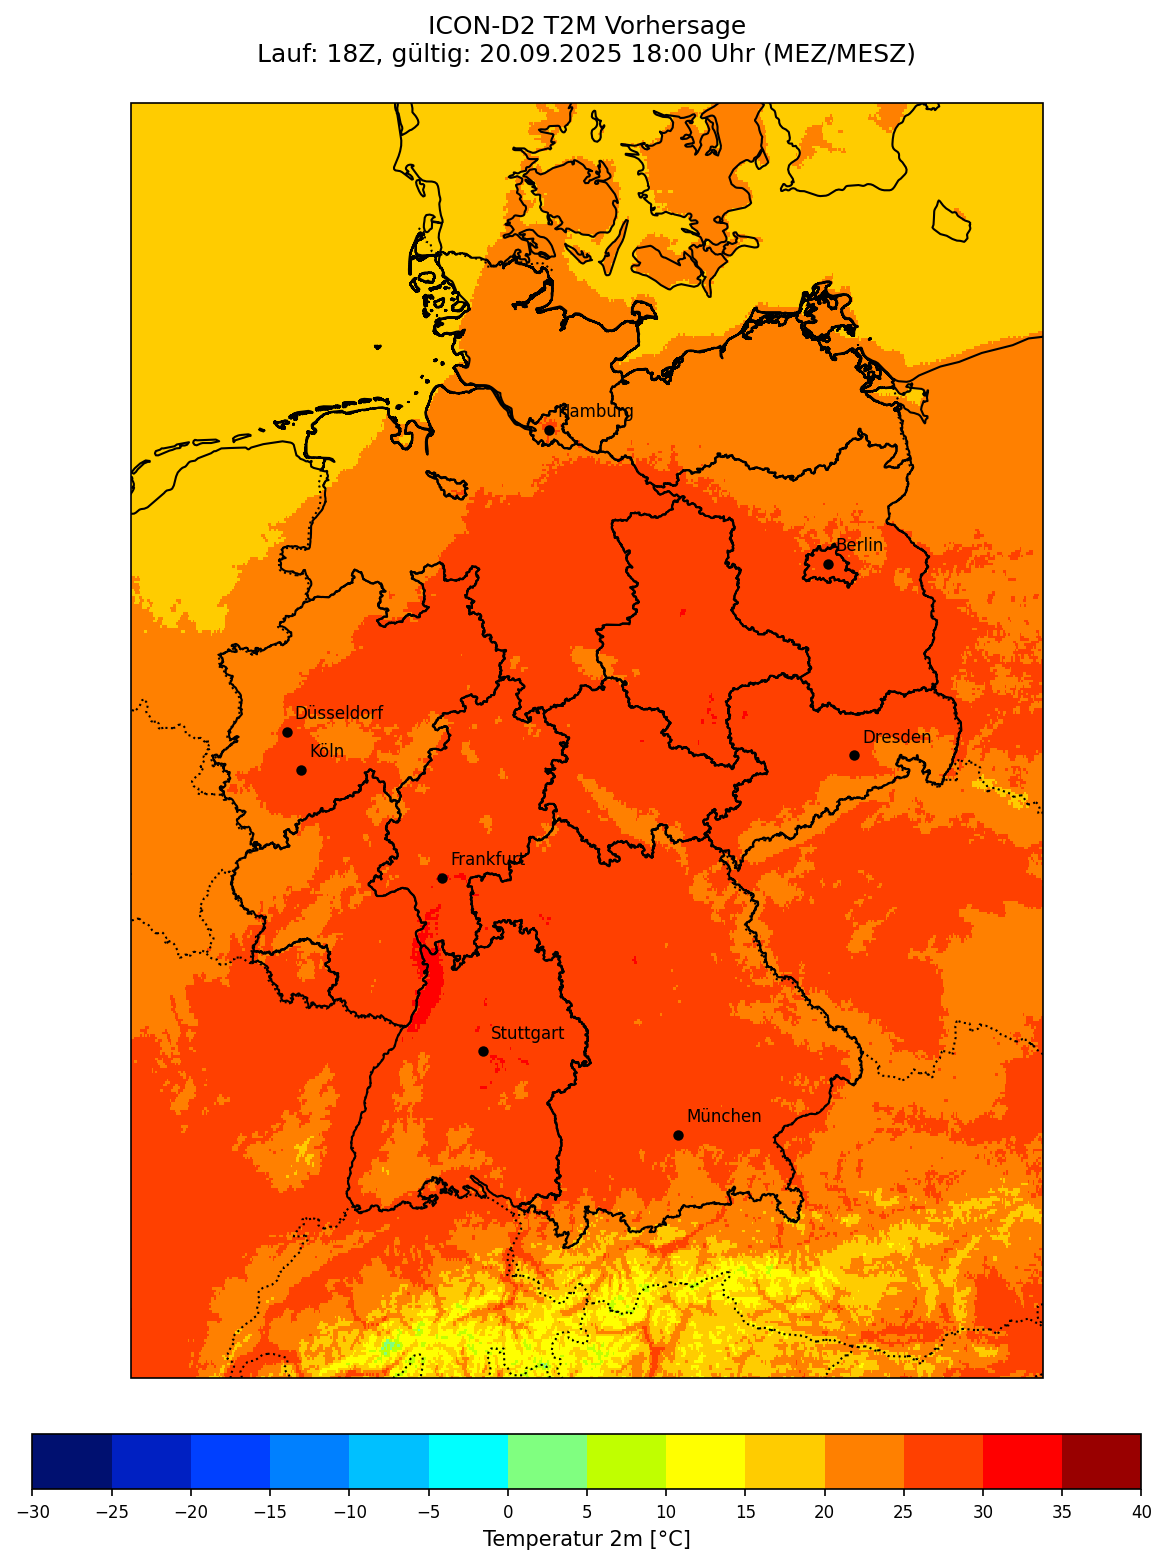 ICON-D2 T2M Vorhersage
Lauf: 18Z, gültig: 20.09.2025 18:00 Uhr (MEZ/MESZ)
Hamburg
Berlin
Düsseldorf
Köln
Dresden
Frankfurt
Stuttgart
München
−30 −25 −20 −15 −10 −5 0 5 10 15 20 25 30 35 40
Temperatur 2m [°C]